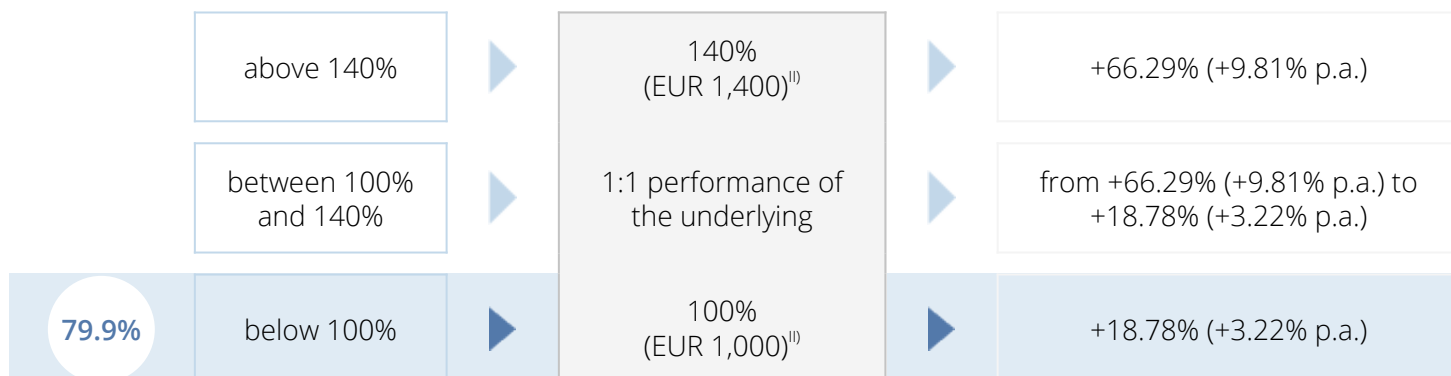 above 140%
140%
(EUR 1,400)II)
+66.29% (+9.81% p.a.)
between 100%
and 140%
1:1 performance of
the underlying
from +66.29% (+9.81% p.a.) to
+18.78% (+3.22% p.a.)
79.9%
below 100%
100%
(EUR 1,000)II)
+18.78% (+3.22% p.a.)